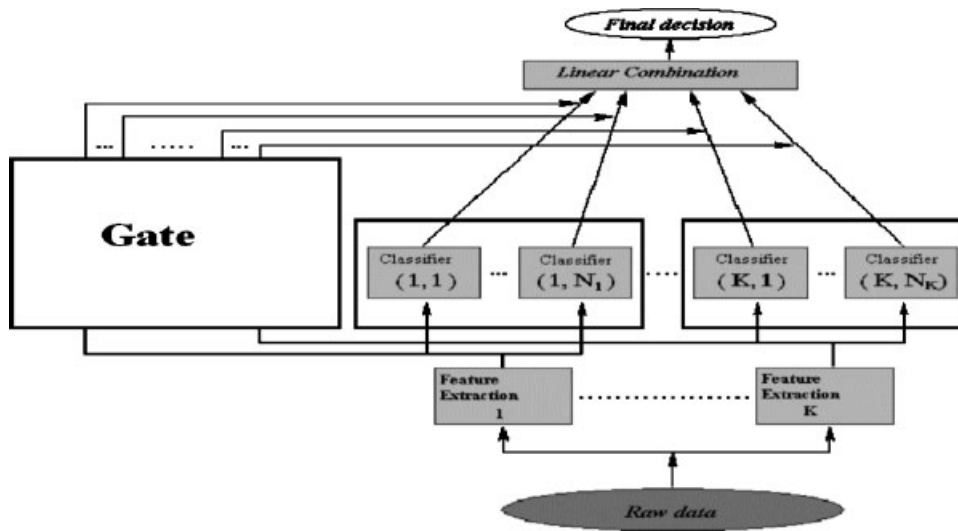 Final decision
Linear Combination
... ..... ...
Gate
Classifier
(1,1)
...
Classifier
(1,N₁)
.....
Classifier
(K,1)
...
Classifier
(K,N_K)
Feature
Extraction
1
Feature
Extraction
K
Raw data